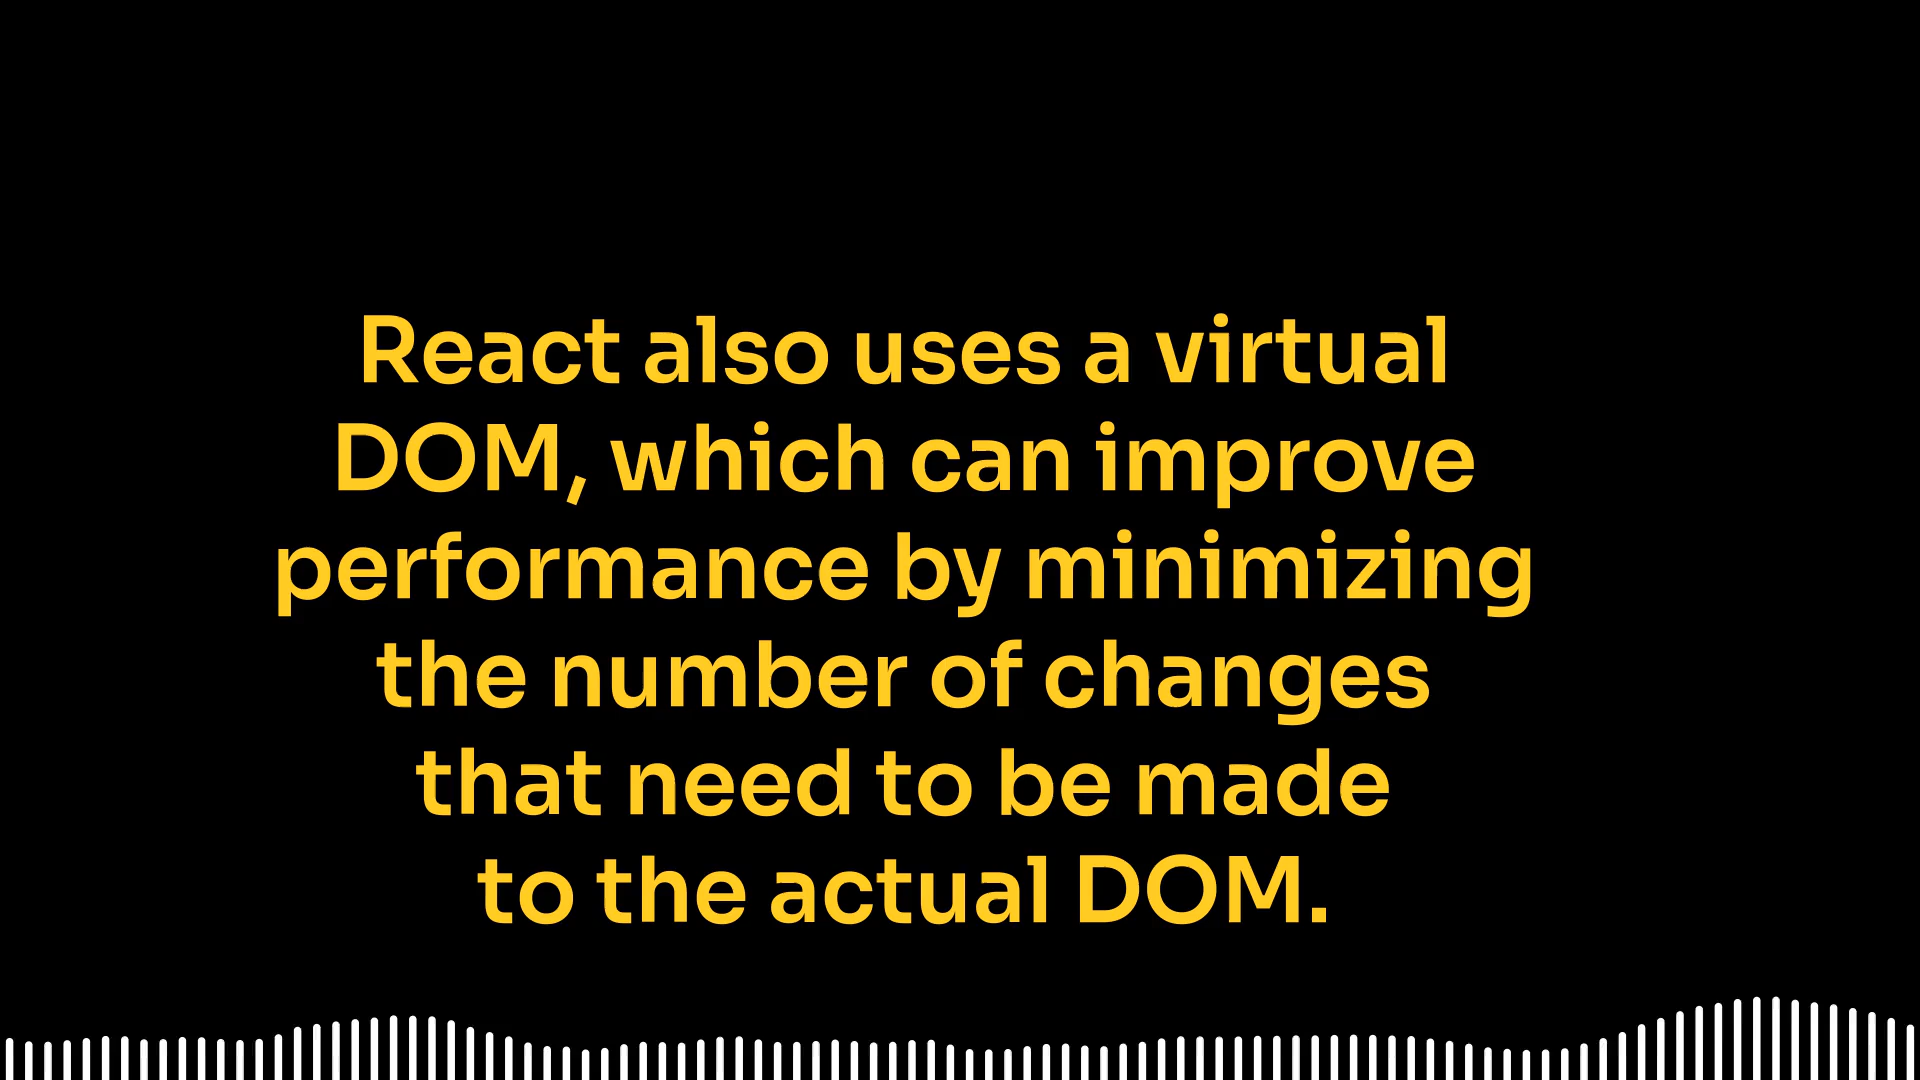 React also uses a virtual
DOM, which can improve
performance by minimizing
the number of changes
that need to be made
to the actual DOM.